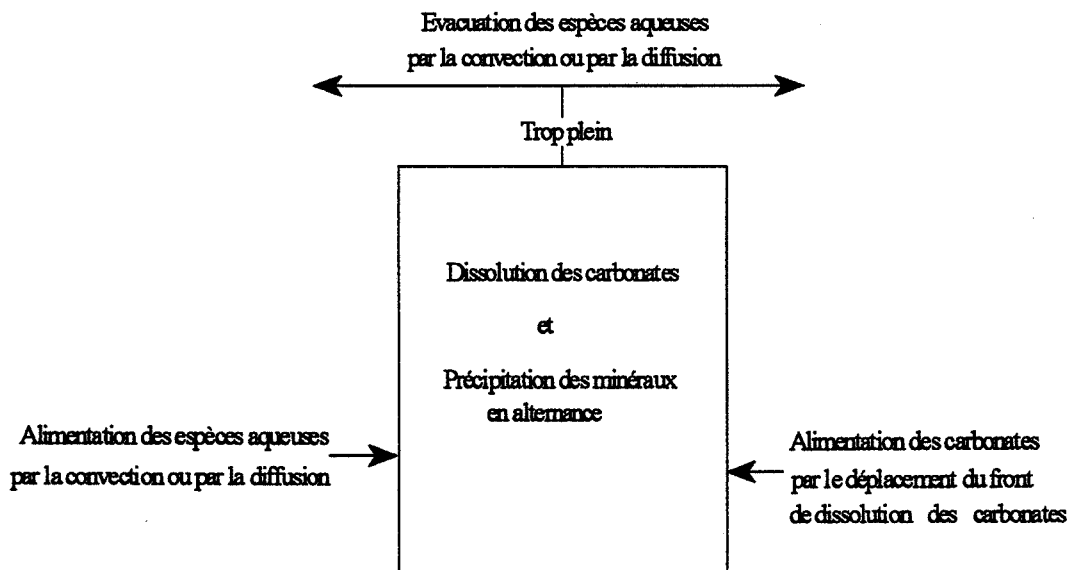 Evacuation des espèces aqueuses
par la convection ou par la diffusion
Trop plein
Dissolution des carbonates
et
Précipitation des minéraux
en alternance
Alimentation des espèces aqueuses
par la convection ou par la diffusion
Alimentation des carbonates
par le déplacement du front
de dissolution des carbonates